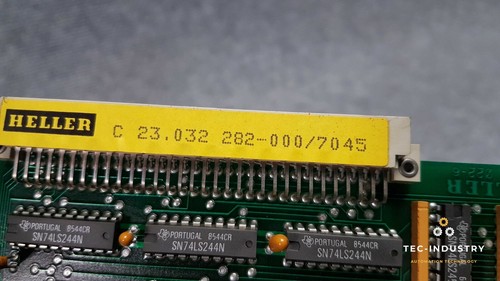 HELLER
C 23.032 282-000/7045
PORTUGAL 8544CR
SN74LS244N
PORTUGAL 8544CR
SN74LS244N
PORTUGAL 8544CR
SN74LS244N
TEC-INDUSTRY
AUTOMATION TECHNOLOGY